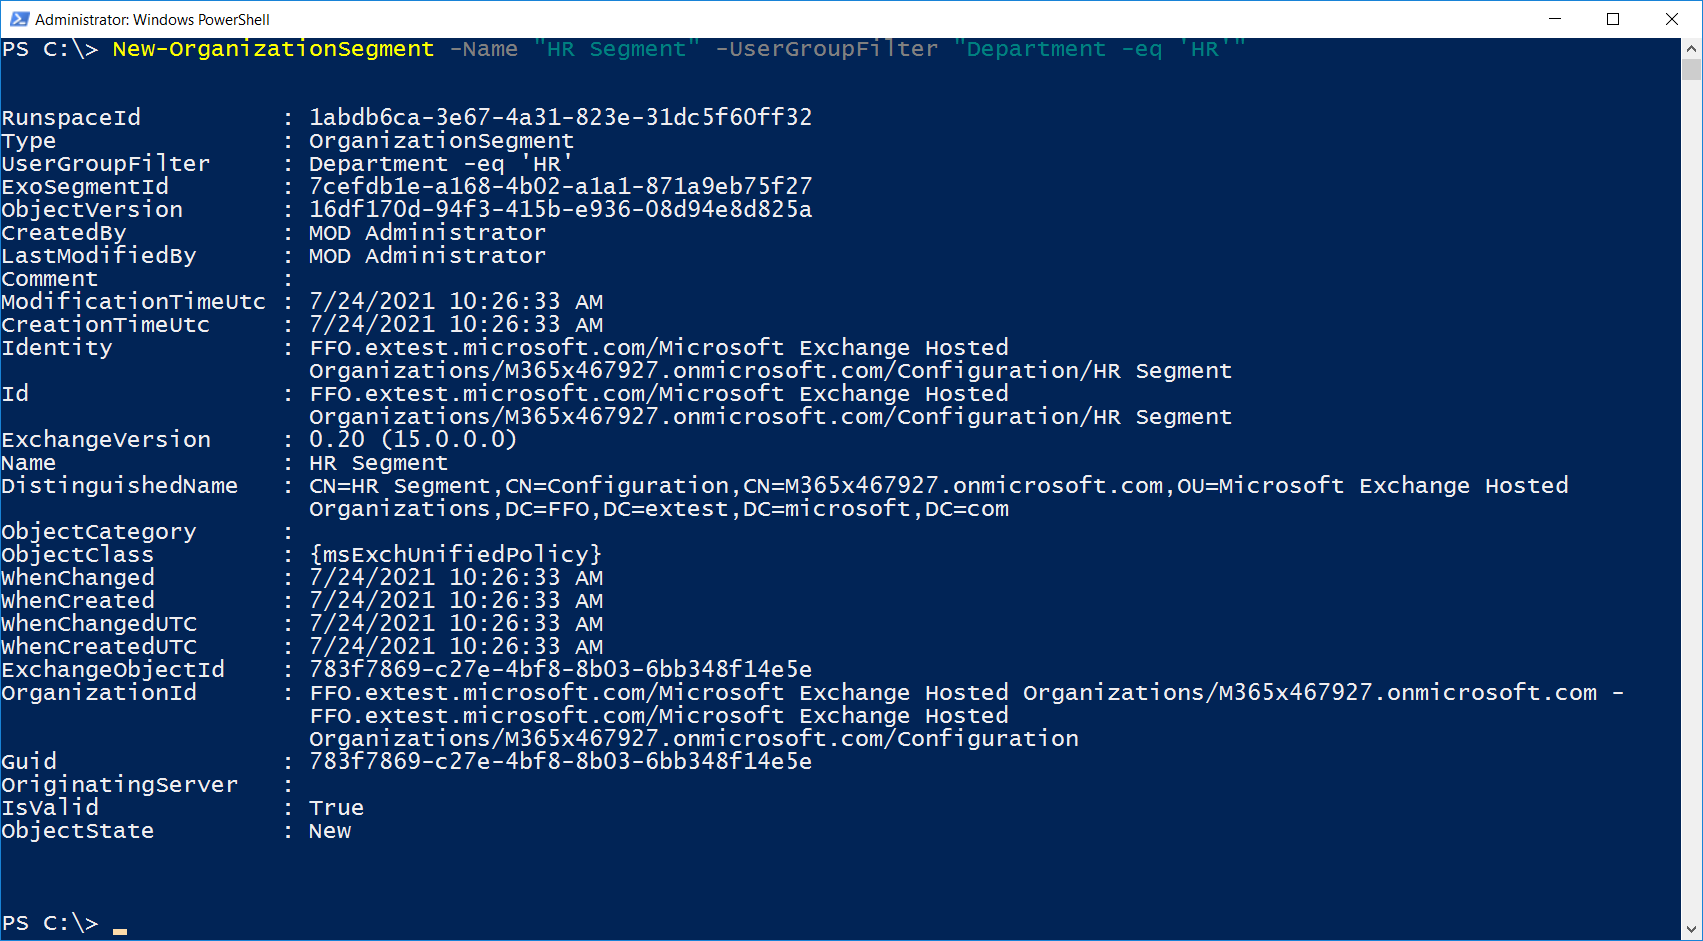 Administrator: Windows PowerShell
PS C:\> New-OrganizationSegment -Name "HR Segment" -UserGroupFilter "Department -eq 'HR'"
RunspaceId : 1abdb6ca-3e67-4a31-823e-31dc5f60ff32
Type : OrganizationSegment
UserGroupFilter : Department -eq 'HR'
ExoSegmentId : 7cefdb1e-a168-4b02-a1a1-871a9eb75f27
ObjectVersion : 16df170d-94f3-415b-e936-08d94e8d825a
CreatedBy : MOD Administrator
LastModifiedBy : MOD Administrator
Comment :
ModificationTimeUtc : 7/24/2021 10:26:33 AM
CreationTimeUtc : 7/24/2021 10:26:33 AM
Identity : FFO.extest.microsoft.com/Microsoft Exchange Hosted
Organizations/M365x467927.onmicrosoft.com/Configuration/HR Segment
Id : FFO.extest.microsoft.com/Microsoft Exchange Hosted
Organizations/M365x467927.onmicrosoft.com/Configuration/HR Segment
ExchangeVersion : 0.20 (15.0.0.0)
Name : HR Segment
DistinguishedName : CN=HR Segment,CN=Configuration,CN=M365x467927.onmicrosoft.com,OU=Microsoft Exchange Hosted
Organizations,DC=FFO,DC=extest,DC=microsoft,DC=com
ObjectCategory :
ObjectClass : {msExchUnifiedPolicy}
WhenChanged : 7/24/2021 10:26:33 AM
WhenCreated : 7/24/2021 10:26:33 AM
WhenChangedUTC : 7/24/2021 10:26:33 AM
WhenCreatedUTC : 7/24/2021 10:26:33 AM
ExchangeObjectId : 783f7869-c27e-4bf8-8b03-6bb348f14e5e
OrganizationId : FFO.extest.microsoft.com/Microsoft Exchange Hosted Organizations/M365x467927.onmicrosoft.com -
FFO.extest.microsoft.com/Microsoft Exchange Hosted
Organizations/M365x467927.onmicrosoft.com/Configuration
Guid : 783f7869-c27e-4bf8-8b03-6bb348f14e5e
OriginatingServer :
IsValid : True
ObjectState : New
PS C:\> _